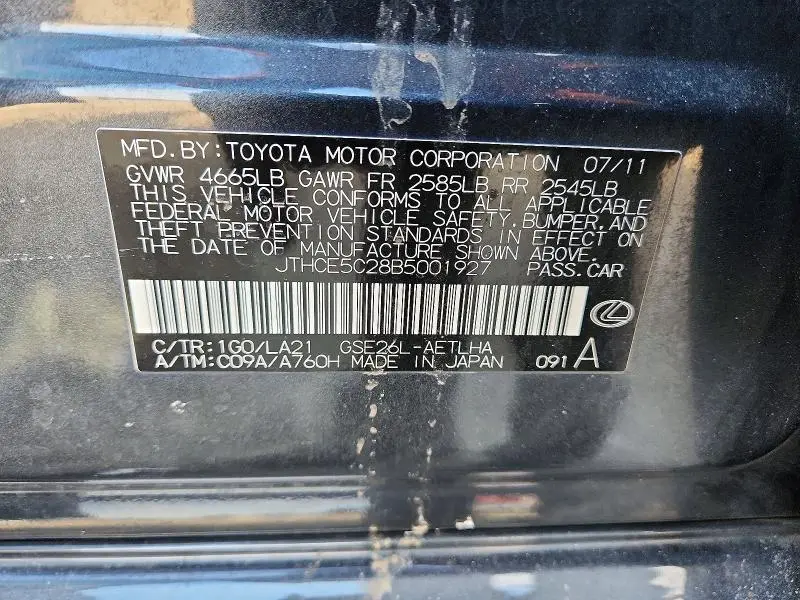 MFD.BY:TOYOTA MOTOR CORPORATION 07/11
GVWR 4665LB GAWR FR 2585LB RR 2545LB
THIS VEHICLE CONFORMS TO ALL APPLICABLE
FEDERAL MOTOR VEHICLE SAFETY,BUMPER,AND
THEFT PREVENTION STANDARDS IN EFFECT ON
THE DATE OF MANUFACTURE SHOWN ABOVE.
JTHCE5C28B5001927 PASS.CAR
C/TR:1G0/LA21 GSE26L-AETLHA
A/TM:C09A/A760H MADE IN JAPAN 091 A